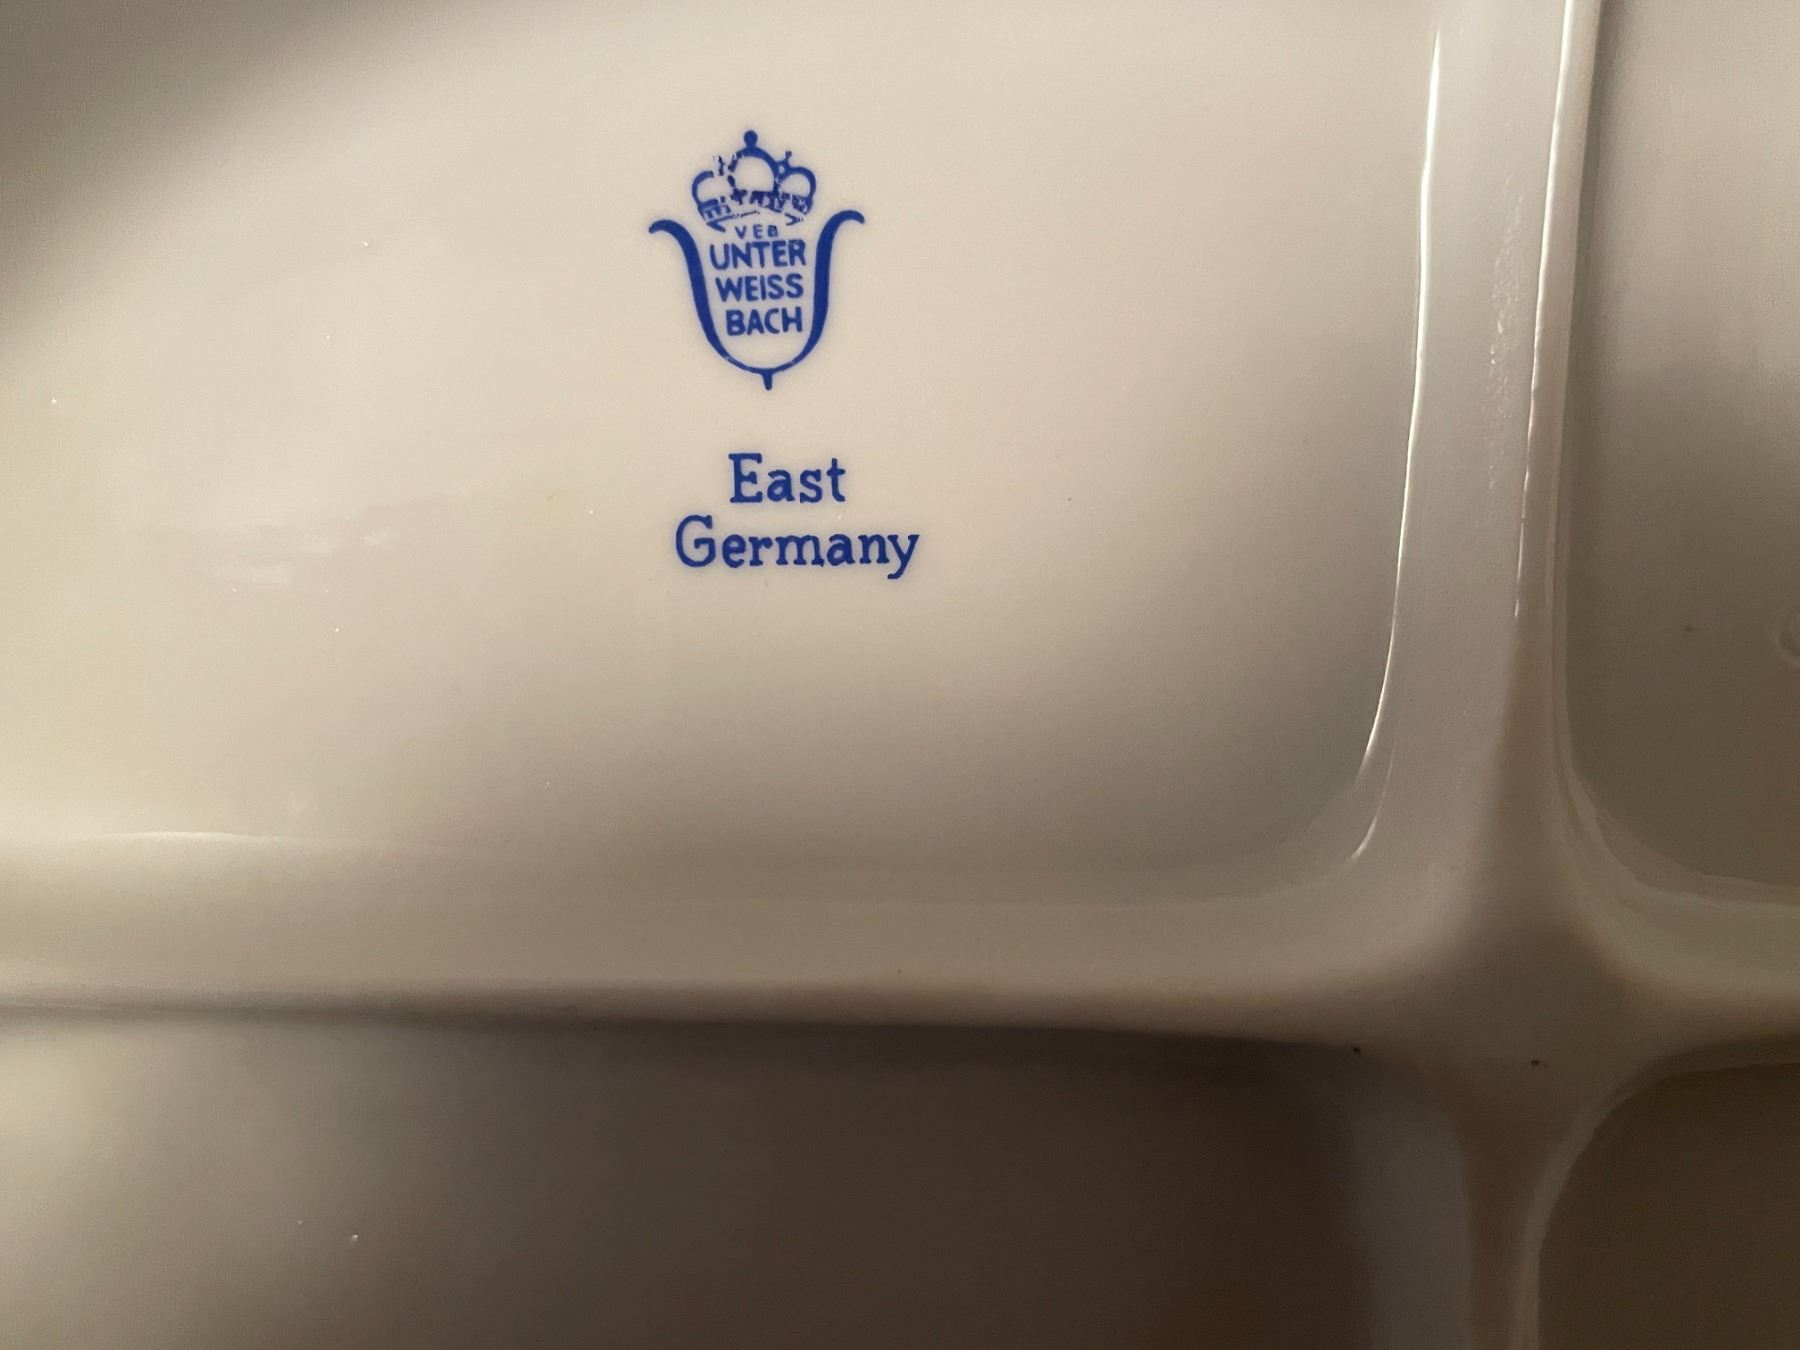 VEB
UNTER
WEISS
BACH
East
Germany